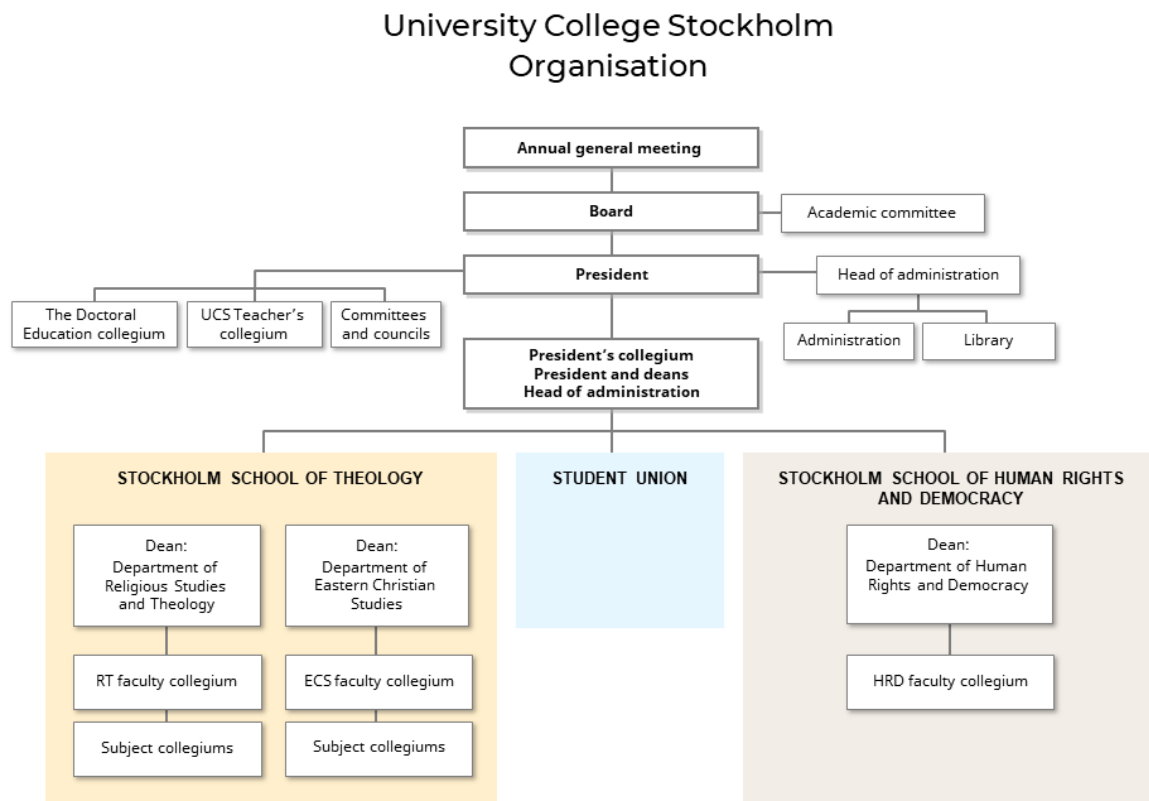 University College Stockholm
Organisation
Annual general meeting
Board
Academic committee
President
Head of administration
The Doctoral
Education collegium
UCS Teacher’s
collegium
Committees
and councils
Administration
Library
President’s collegium
President and deans
Head of administration
STOCKHOLM SCHOOL OF THEOLOGY
Dean:
Department of
Religious Studies
and Theology
RT faculty collegium
Subject collegiums
Dean:
Department of
Eastern Christian
Studies
ECS faculty collegium
Subject collegiums
STUDENT UNION
STOCKHOLM SCHOOL OF HUMAN RIGHTS
AND DEMOCRACY
Dean:
Department of Human
Rights and Democracy
HRD faculty collegium